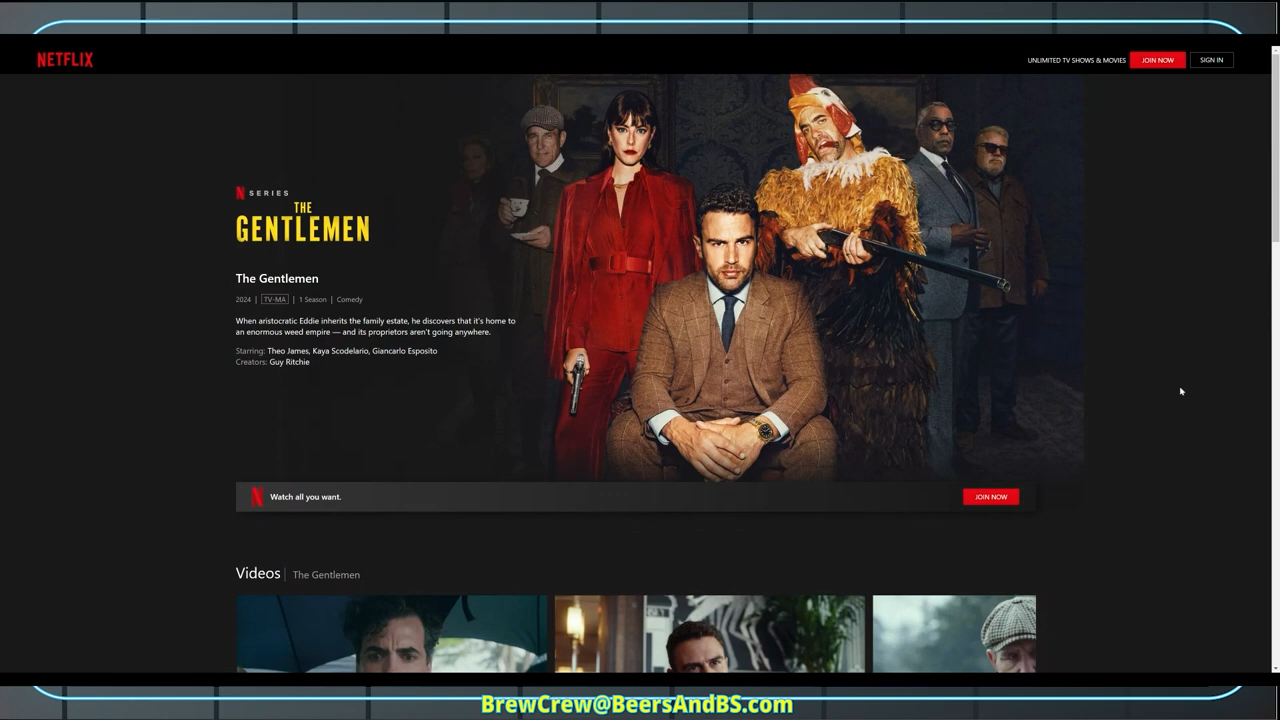 NETFLIX
UNLIMITED TV SHOWS & MOVIES JOIN NOW SIGN IN
N SERIES
THE
GENTLEMEN
The Gentlemen
2024 | TV-MA | 1 Season | Comedy
When aristocratic Eddie inherits the family estate, he discovers that it's home to
an enormous weed empire — and its proprietors aren't going anywhere.
Starring: Theo James, Kaya Scodelario, Giancarlo Esposito
Creators: Guy Ritchie
N Watch all you want. JOIN NOW
Videos | The Gentlemen
BrewCrew@BeersAndBS.com